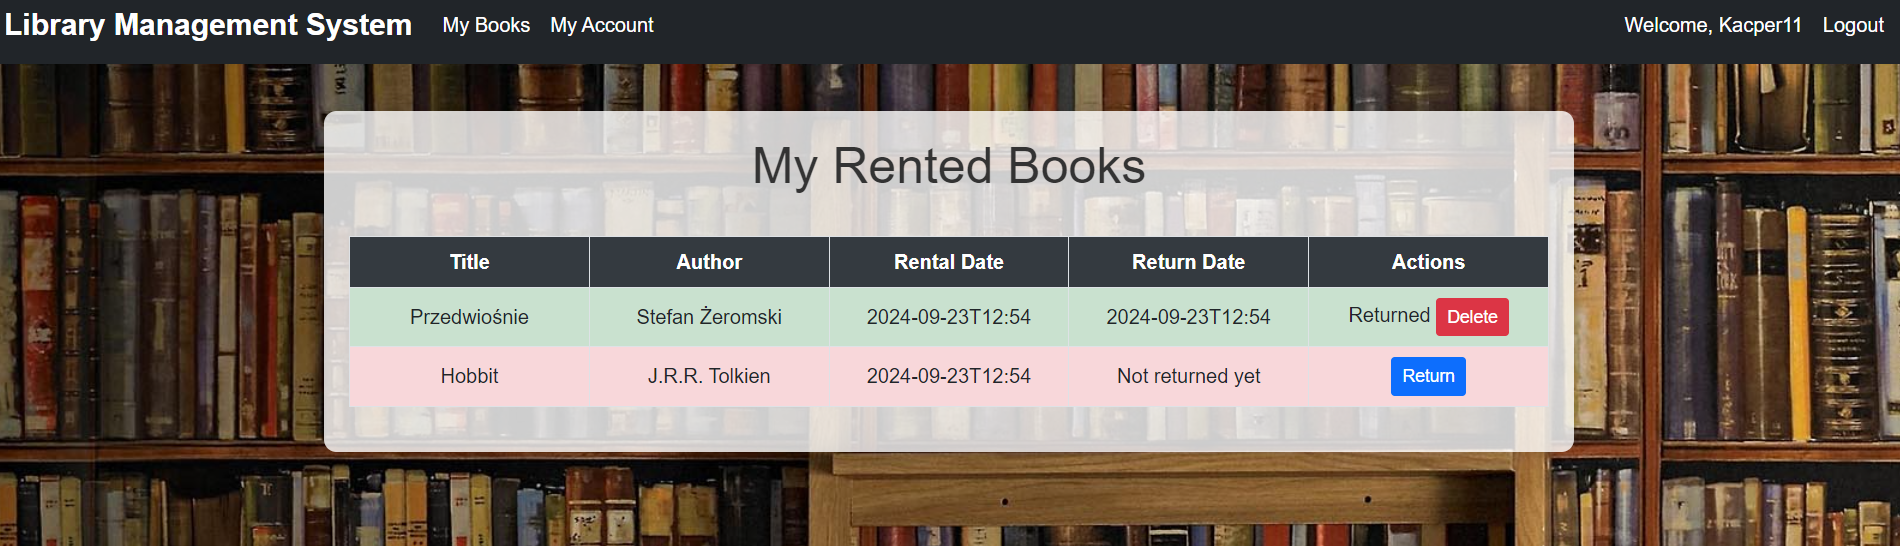 Library Management System My Books My Account Welcome, Kacper11 Logout
My Rented Books
Title Author Rental Date Return Date Actions
Przedwiośnie Stefan Żeromski 2024-09-23T12:54 2024-09-23T12:54 Returned Delete
Hobbit J.R.R. Tolkien 2024-09-23T12:54 Not returned yet Return